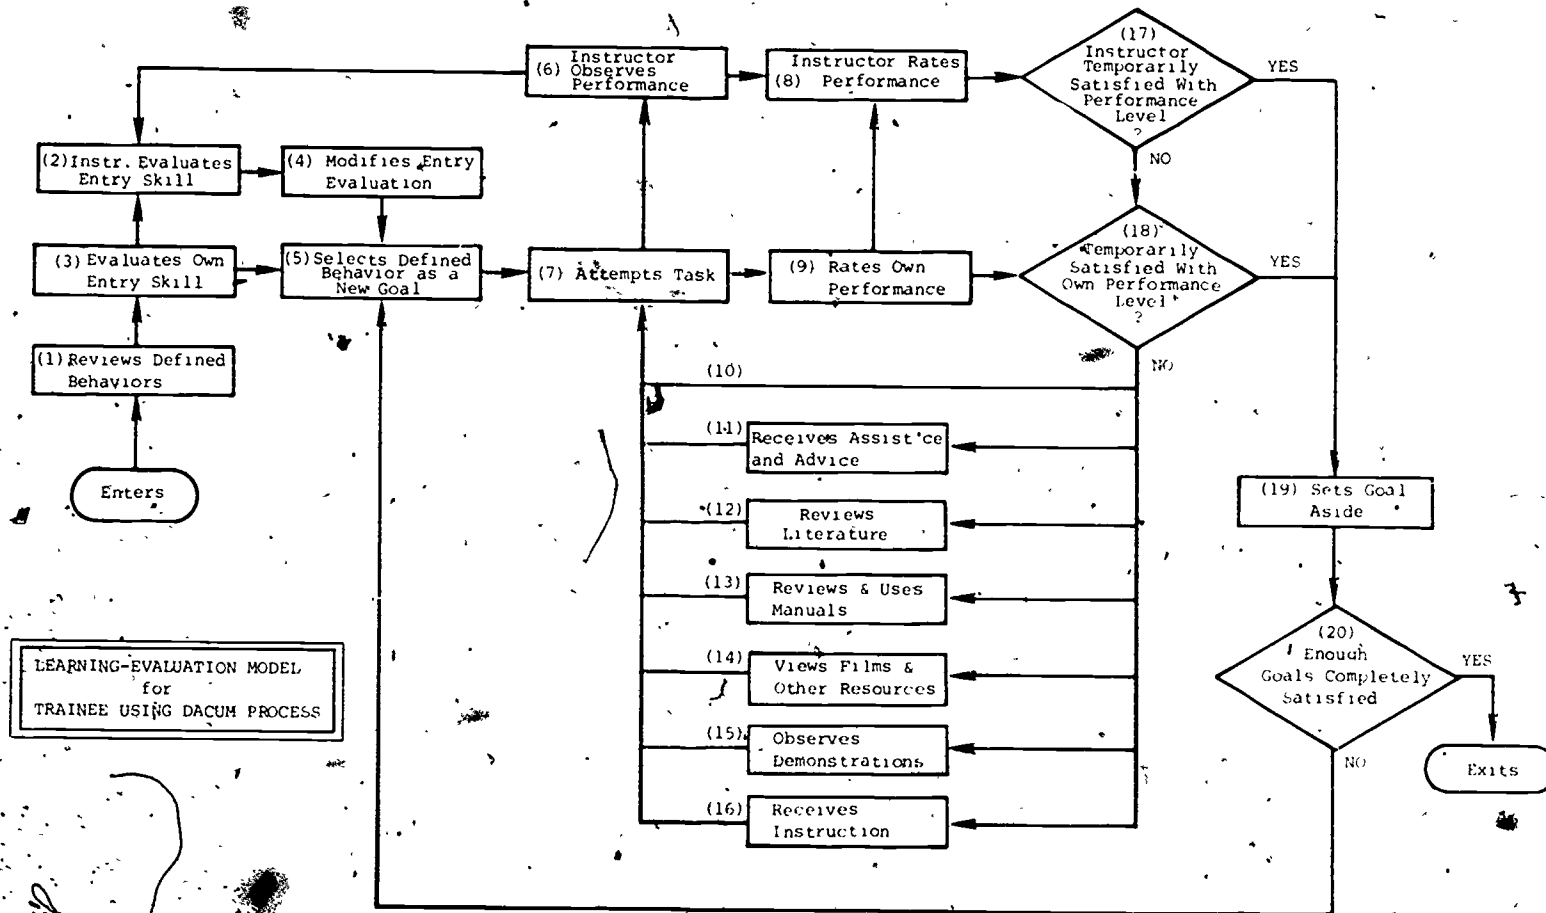 (6) Instructor
Observes
Performance
Instructor Rates
(8) Performance
(17)
Instructor
Temporarily
Satisfied With
Performance
Level
?
YES
NO
(2) Instr. Evaluates
Entry Skill
(4) Modifies Entry
Evaluation
(3) Evaluates Own
Entry Skill
(5) Selects Defined
Behavior as a
New Goal
(7) Attempts Task
(9) Rates Own
Performance
(18)
Temporarily
Satisfied With
Own Performance
Level
?
YES
NO
(1) Reviews Defined
Behaviors
Enters
(10)
(11) Receives Assist'ce
and Advice
(12) Reviews
Literature
(13) Reviews & Uses
Manuals
(14) Views Films &
Other Resources
(15) Observes
Demonstrations
(16) Receives
Instruction
(19) Sets Goal
Aside
(20)
Enough
Goals Completely
Satisfied
YES
NO
Exits
LEARNING-EVALUATION MODEL
for
TRAINEE USING DACUM PROCESS